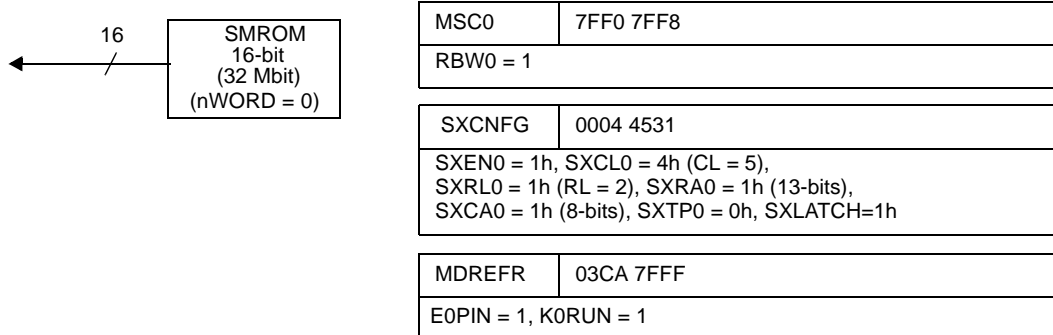 16
SMROM
16-bit
(32 Mbit)
(nWORD = 0)
MSC0 7FF0 7FF8
RBW0 = 1
SXCNFG 0004 4531
SXEN0 = 1h, SXCL0 = 4h (CL = 5),
SXRL0 = 1h (RL = 2), SXRA0 = 1h (13-bits),
SXCA0 = 1h (8-bits), SXTP0 = 0h, SXLATCH=1h
MDREFR 03CA 7FFF
E0PIN = 1, K0RUN = 1